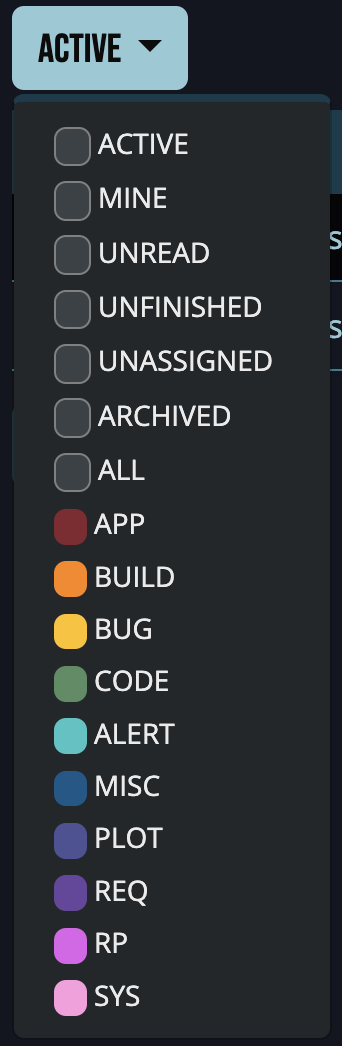 ACTIVE
ACTIVE
MINE
UNREAD
UNFINISHED
UNASSIGNED
ARCHIVED
ALL
APP
BUILD
BUG
CODE
ALERT
MISC
PLOT
REQ
RP
SYS